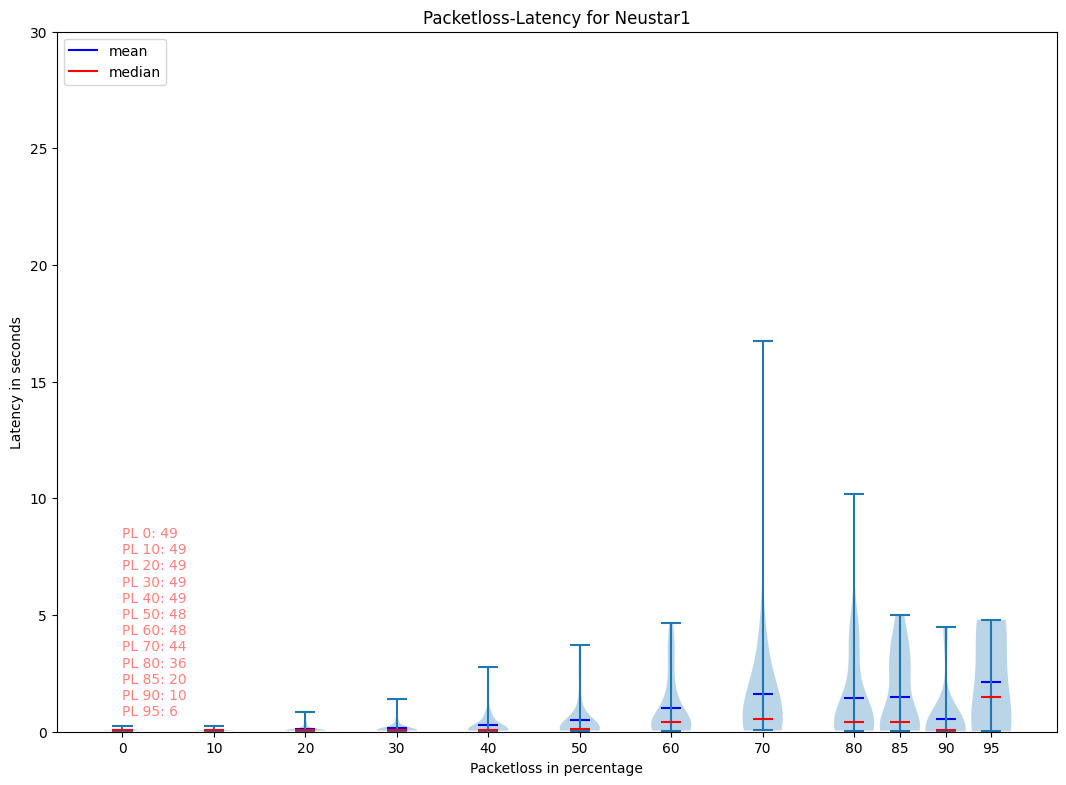 Packetloss-Latency for Neustar1
30
mean
median
25
20
15
10
5
0
Latency in seconds
PL 0: 49
PL 10: 49
PL 20: 49
PL 30: 49
PL 40: 49
PL 50: 48
PL 60: 48
PL 70: 44
PL 80: 36
PL 85: 20
PL 90: 10
PL 95: 6
0 10 20 30 40 50 60 70 80 85 90 95
Packetloss in percentage